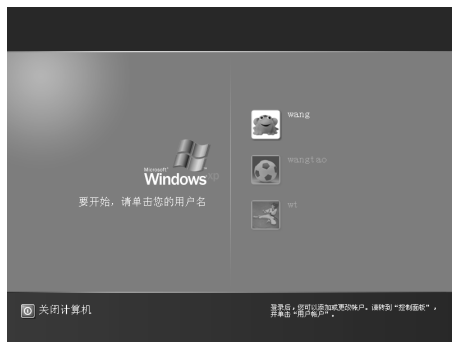 Microsoft
Windows xp
要开始，请单击您的用户名
wang
wangtao
wt
关闭计算机
登录后，您可以添加或更改帐户。请转到“控制面板”，
并单击“用户帐户”。